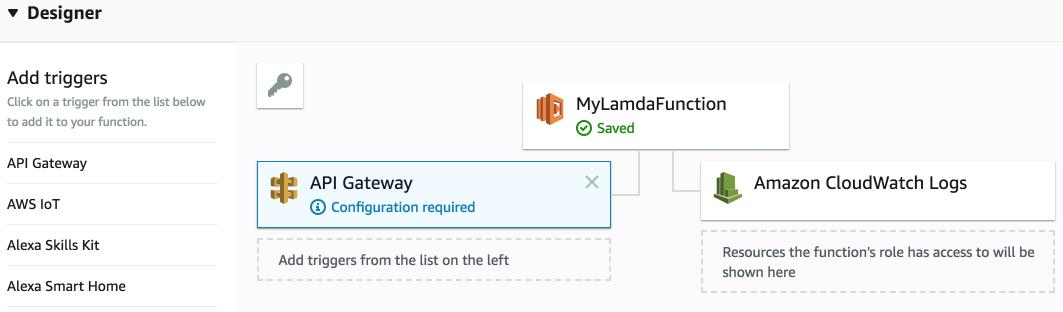 Designer
Add triggers
Click on a trigger from the list below
to add it to your function.
API Gateway
AWS IoT
Alexa Skills Kit
Alexa Smart Home
MyLamdaFunction
Saved
API Gateway
Configuration required
Add triggers from the list on the left
Amazon CloudWatch Logs
Resources the function's role has access to will be
shown here